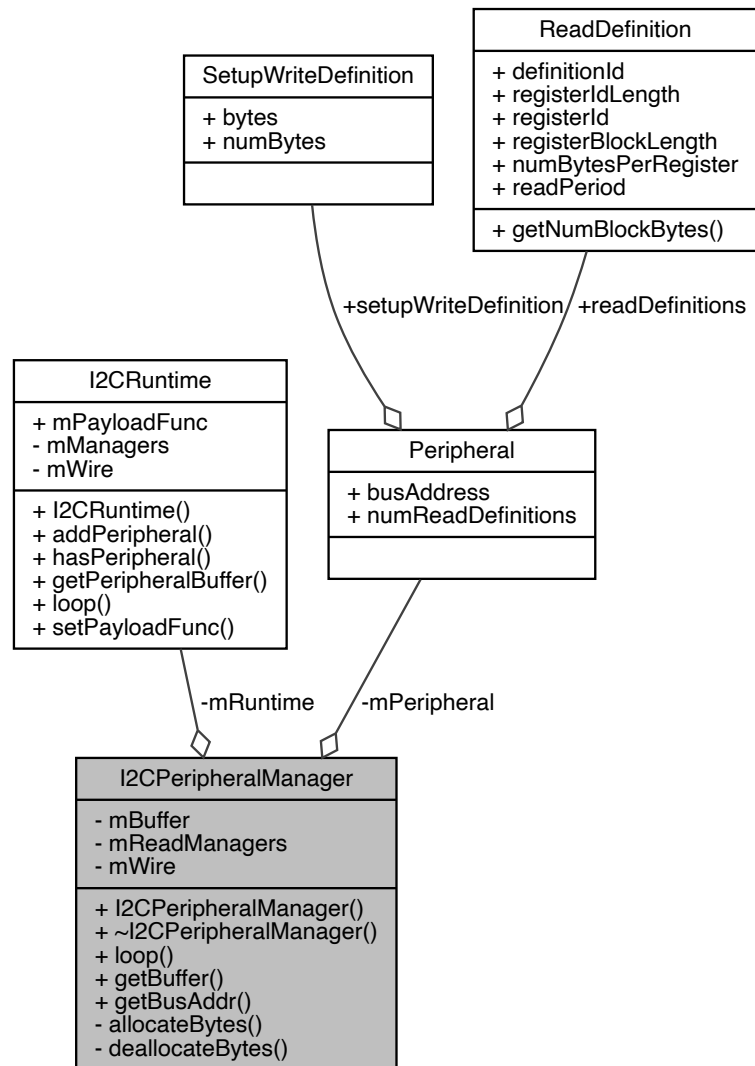 ReadDefinition
+ definitionId
+ registerIdLength
+ registerId
+ registerBlockLength
+ numBytesPerRegister
+ readPeriod
+ getNumBlockBytes()
SetupWriteDefinition
+ bytes
+ numBytes
+setupWriteDefinition
+readDefinitions
I2CRuntime
+ mPayloadFunc
- mManagers
- mWire
+ I2CRuntime()
+ addPeripheral()
+ hasPeripheral()
+ getPeripheralBuffer()
+ loop()
+ setPayloadFunc()
Peripheral
+ busAddress
+ numReadDefinitions
-mRuntime
-mPeripheral
I2CPeripheralManager
- mBuffer
- mReadManagers
- mWire
+ I2CPeripheralManager()
+ ~I2CPeripheralManager()
+ loop()
+ getBuffer()
+ getBusAddr()
- allocateBytes()
- deallocateBytes()